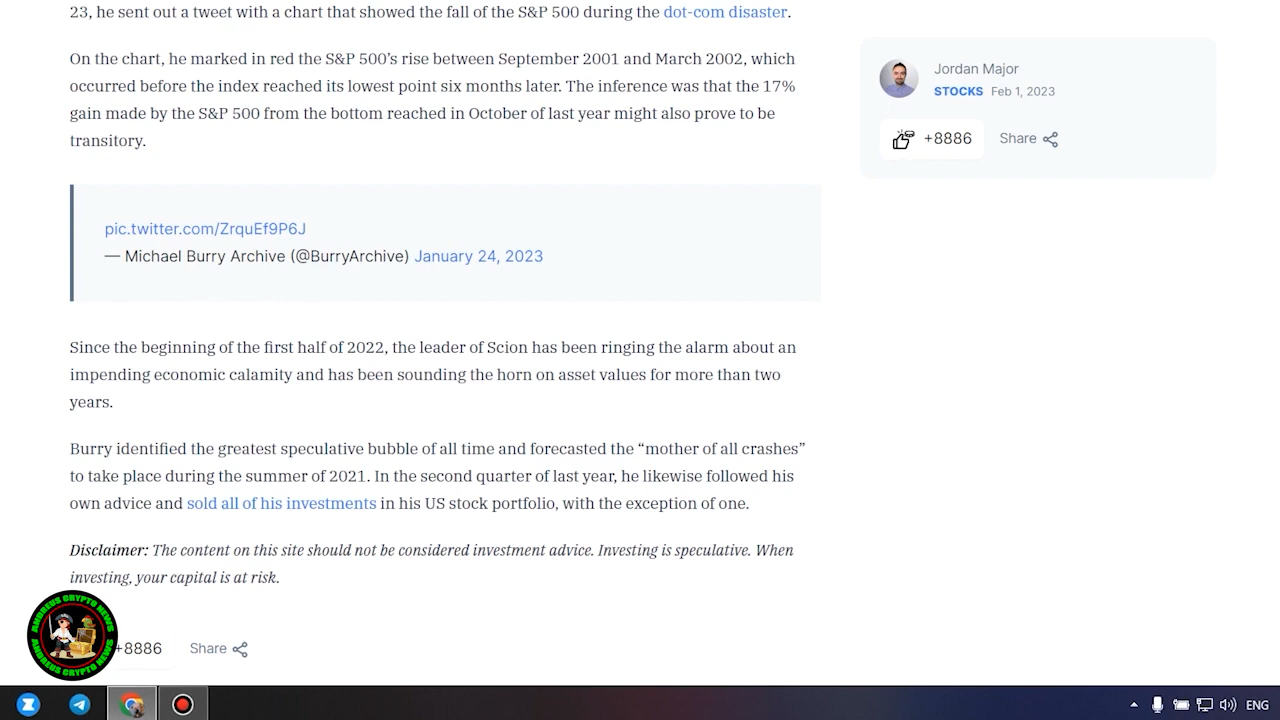 23, he sent out a tweet with a chart that showed the fall of the S&P 500 during the dot-com disaster.
On the chart, he marked in red the S&P 500's rise between September 2001 and March 2002, which
occurred before the index reached its lowest point six months later. The inference was that the 17%
gain made by the S&P 500 from the bottom reached in October of last year might also prove to be
transitory.
pic.twitter.com/ZrquEf9P6J
— Michael Burry Archive (@BurryArchive) January 24, 2023
Since the beginning of the first half of 2022, the leader of Scion has been ringing the alarm about an
impending economic calamity and has been sounding the horn on asset values for more than two
years.
Burry identified the greatest speculative bubble of all time and forecasted the “mother of all crashes”
to take place during the summer of 2021. In the second quarter of last year, he likewise followed his
own advice and sold all of his investments in his US stock portfolio, with the exception of one.
Disclaimer: The content on this site should not be considered investment advice. Investing is speculative. When
investing, your capital is at risk.
+8886 Share
Jordan Major
STOCKS Feb 1, 2023
+8886 Share
ANDREUS CRYPTO NEWS
ANDREUS CRYPTO NEWS
ENG